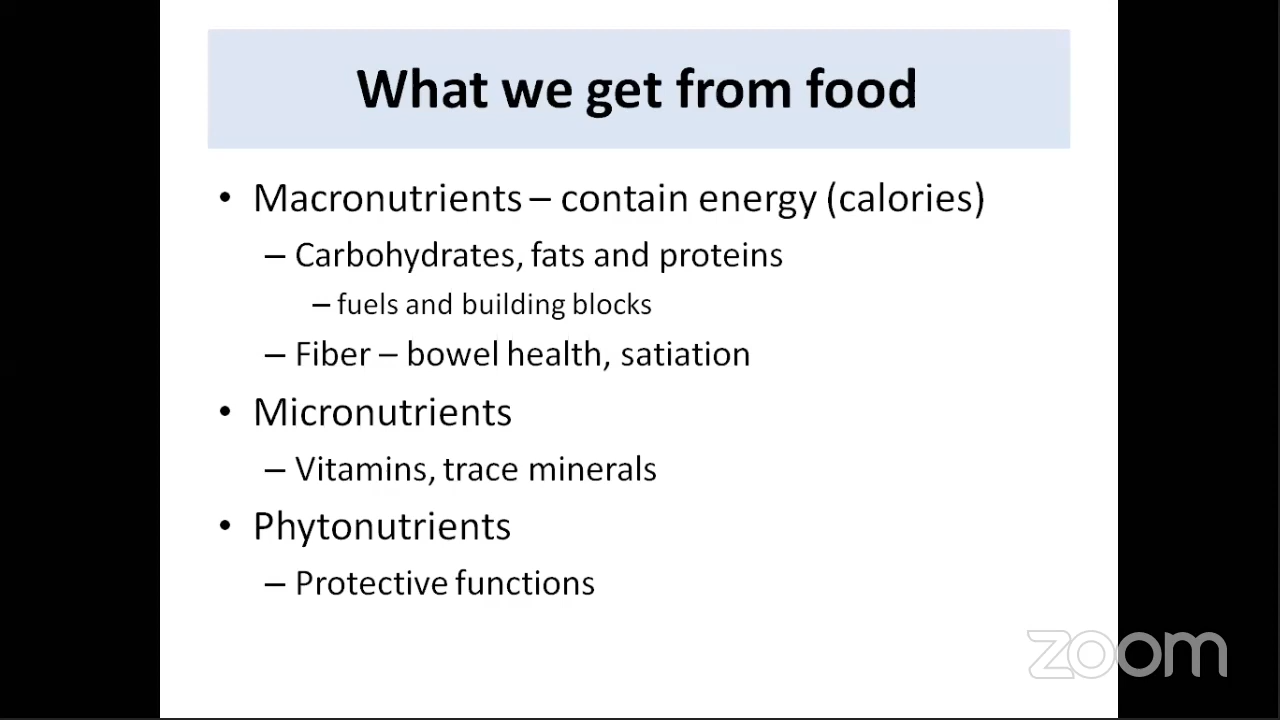 What we get from food
• Macronutrients – contain energy (calories)
– Carbohydrates, fats and proteins
– fuels and building blocks
– Fiber – bowel health, satiation
• Micronutrients
– Vitamins, trace minerals
• Phytonutrients
– Protective functions
zoom